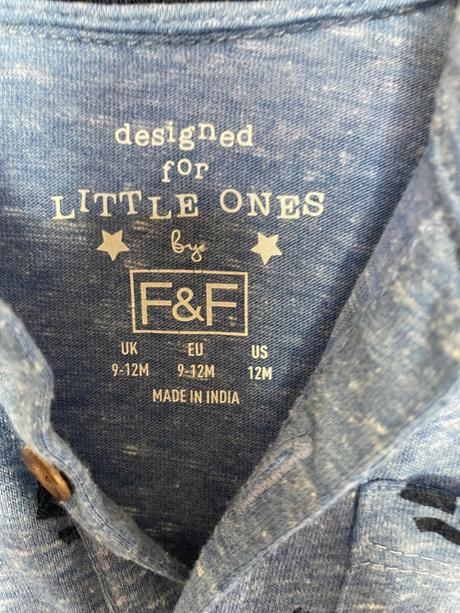 designed
for
LITTLE ONES
by
F&F
UK EU US
9-12M 9-12M 12M
MADE IN INDIA